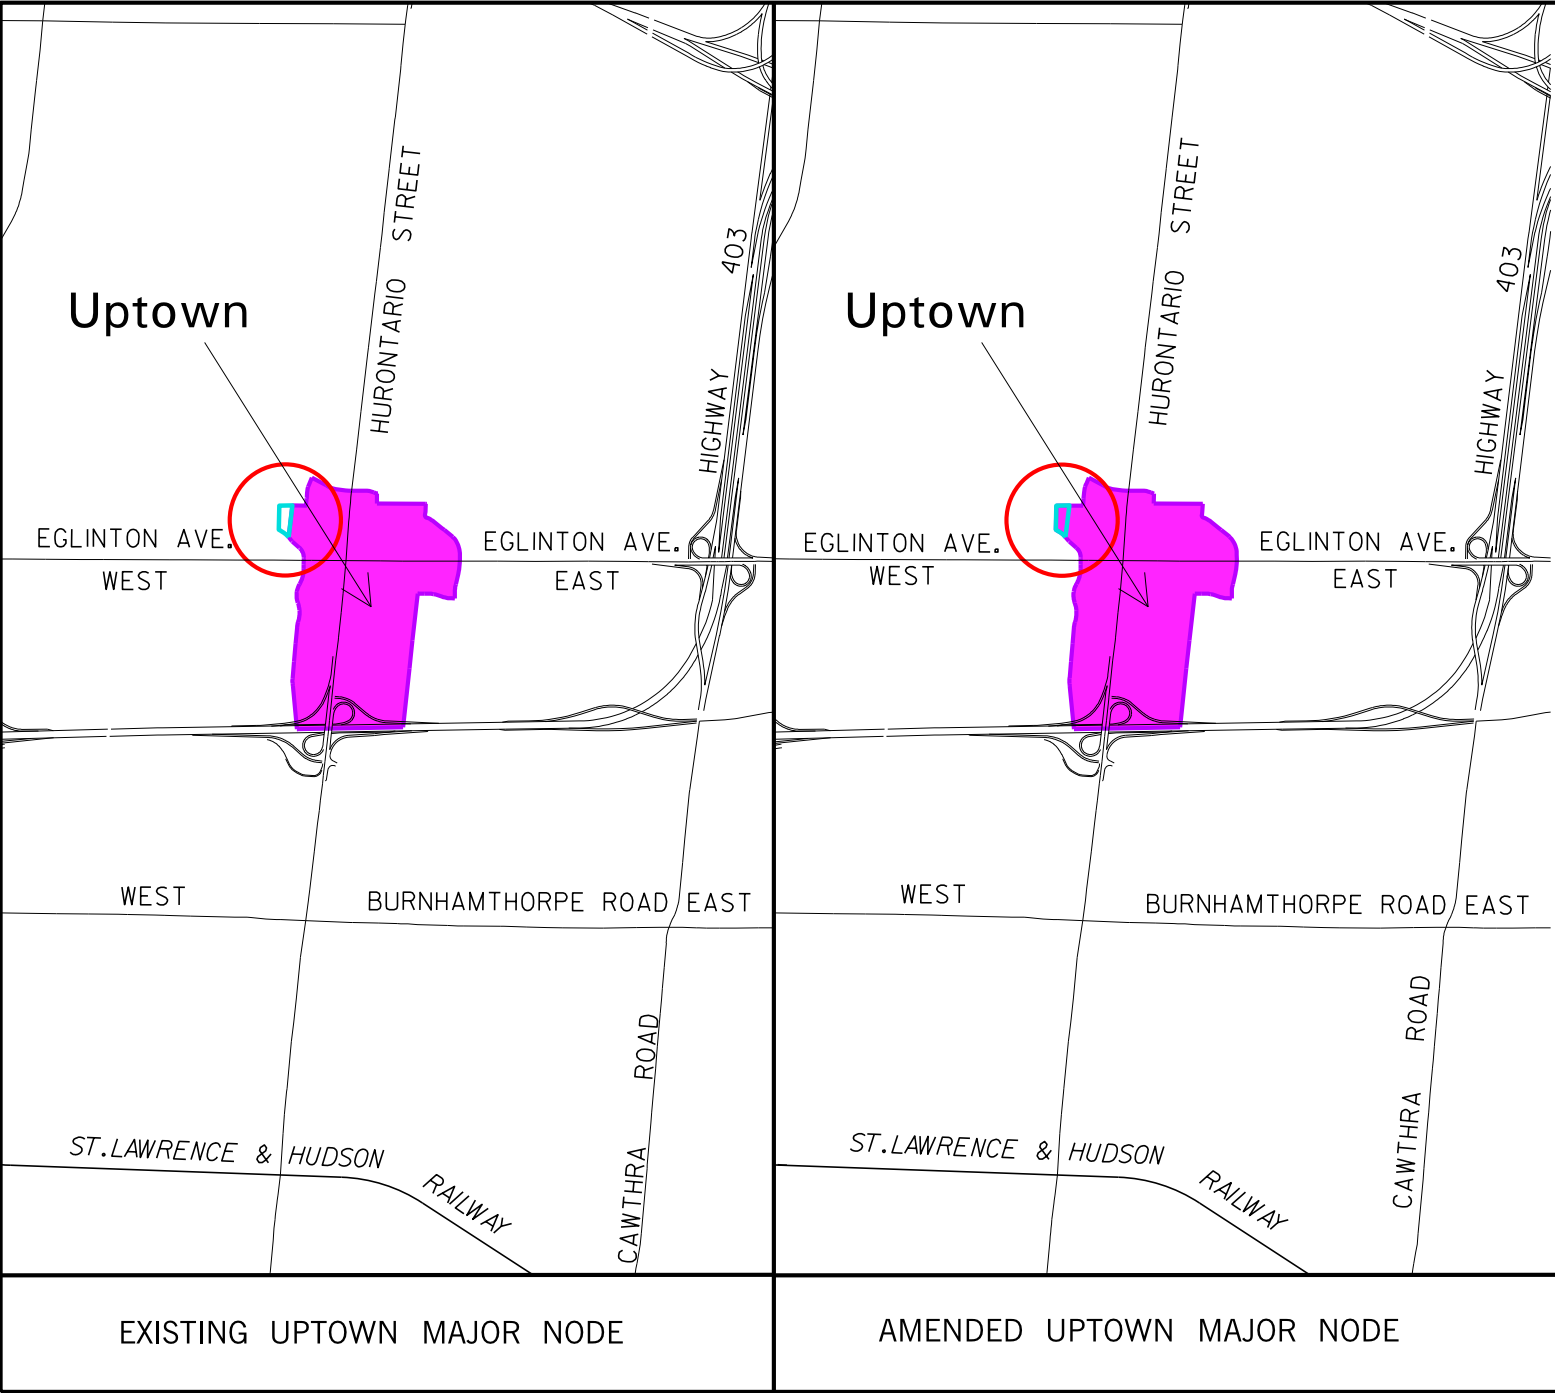 STREET
HURONTARIO
403
HIGHWAY
Uptown
EGLINTON AVE.
WEST
EGLINTON AVE.
EAST
WEST
BURNHAMTHORPE ROAD EAST
CAWTHRA ROAD
ST.LAWRENCE & HUDSON
RAILWAY
EXISTING UPTOWN MAJOR NODE
STREET
HURONTARIO
403
HIGHWAY
Uptown
EGLINTON AVE.
WEST
EGLINTON AVE.
EAST
WEST
BURNHAMTHORPE ROAD EAST
CAWTHRA ROAD
ST.LAWRENCE & HUDSON
RAILWAY
AMENDED UPTOWN MAJOR NODE